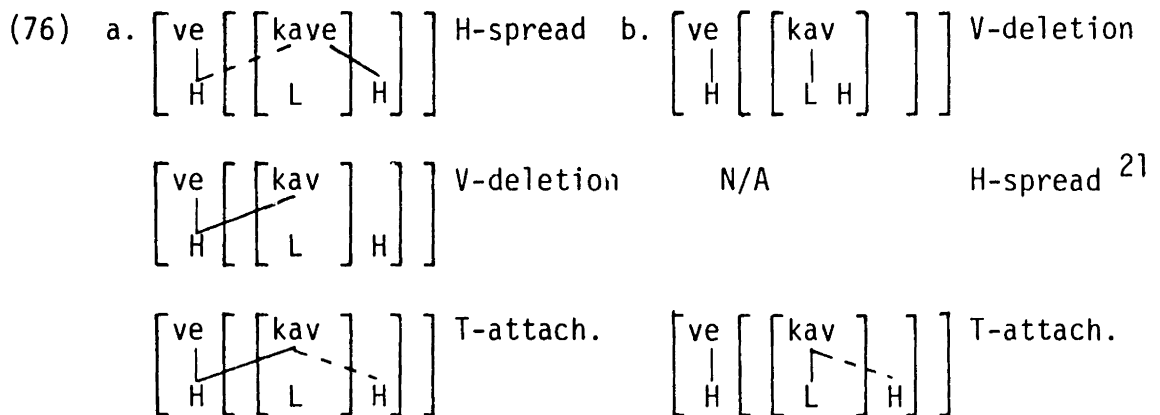 (76) a. [ve [[kave] ]] H-spread b. [ve [[kav ] ]] V-deletion
[H [[ L ] H]] [H [[ L H] ]]
[ve [[kav ] ]] V-deletion N/A H-spread 21
[H [[ L ] H]]
[ve [[kav ] ]] T-attach. [ve [[kav ] ]] T-attach.
[H [[ L ] H]] [H [[ L ] H]]